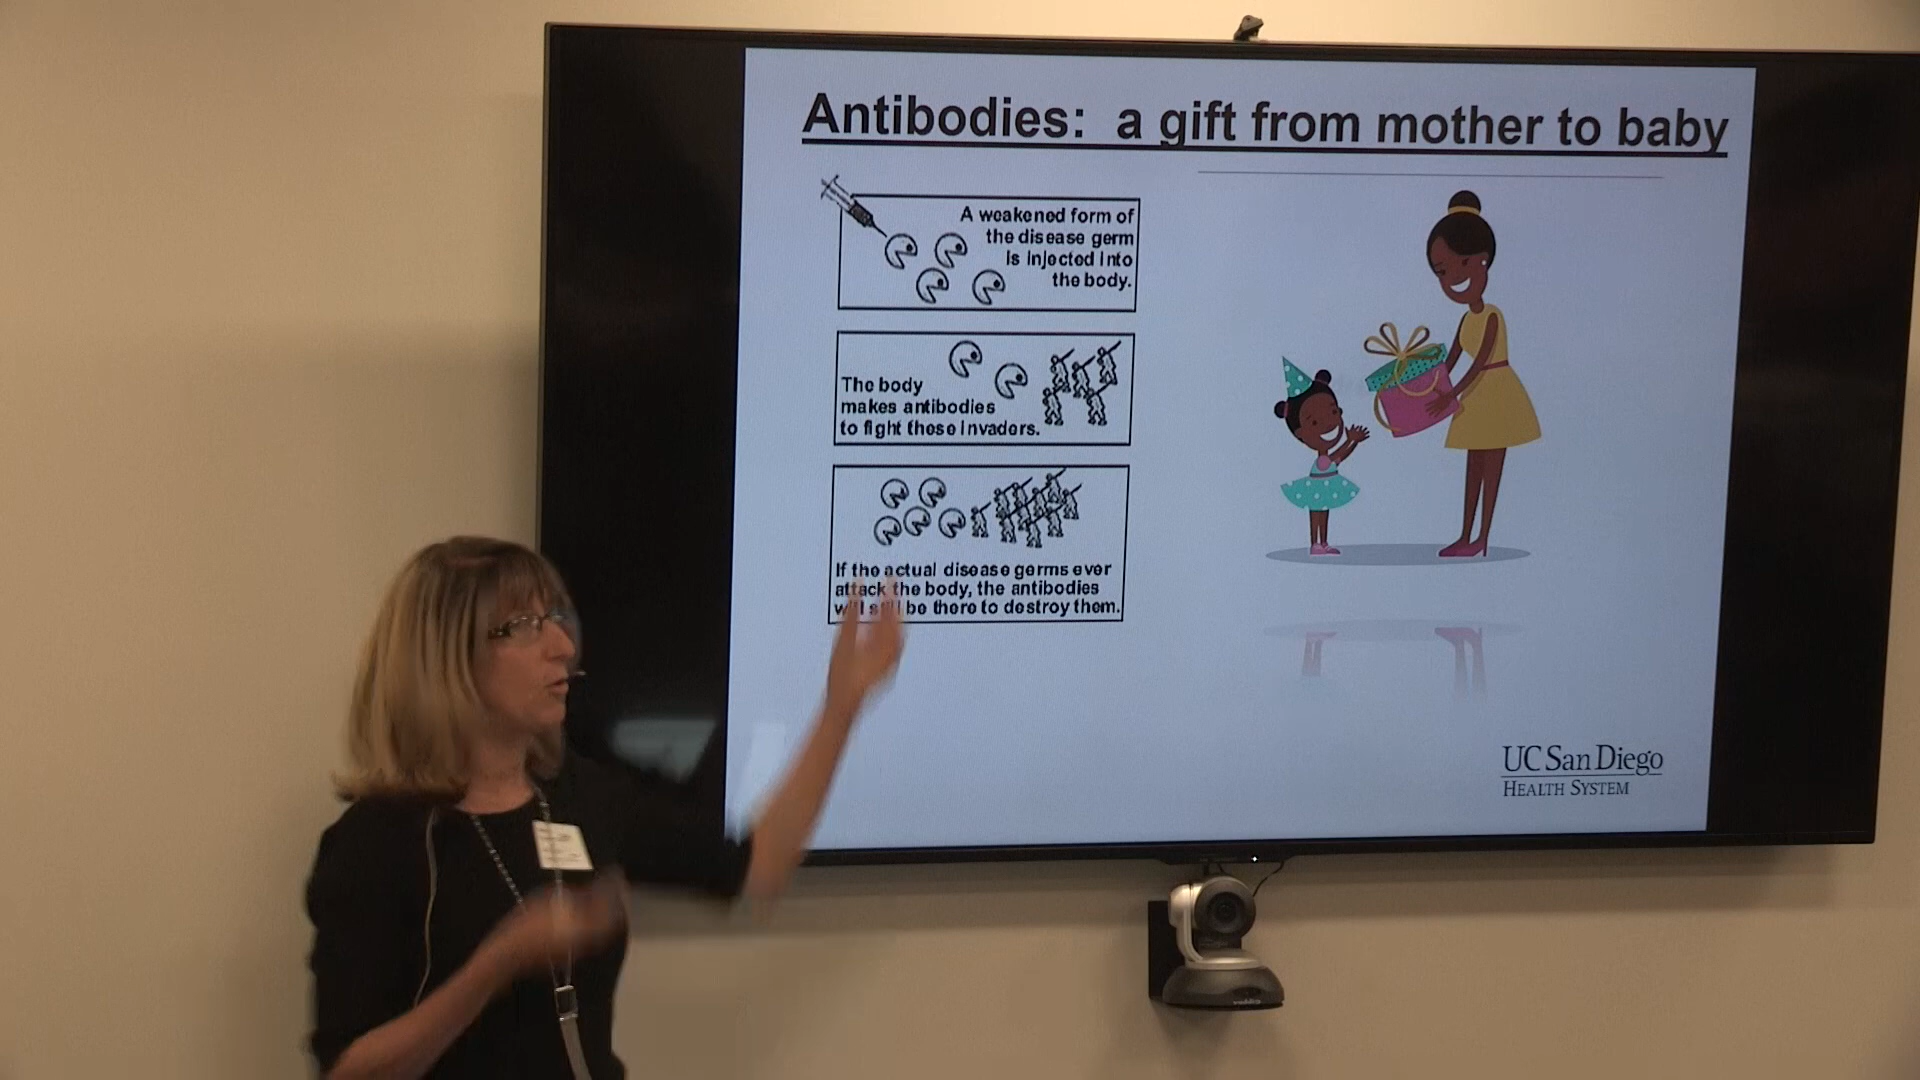 Antibodies: a gift from mother to baby
A weakened form of
the disease germ
is injected into
the body.
The body
makes antibodies
to fight these invaders.
If the actual disease germs ever
attack the body, the antibodies
will still be there to destroy them.
UC San Diego
HEALTH SYSTEM